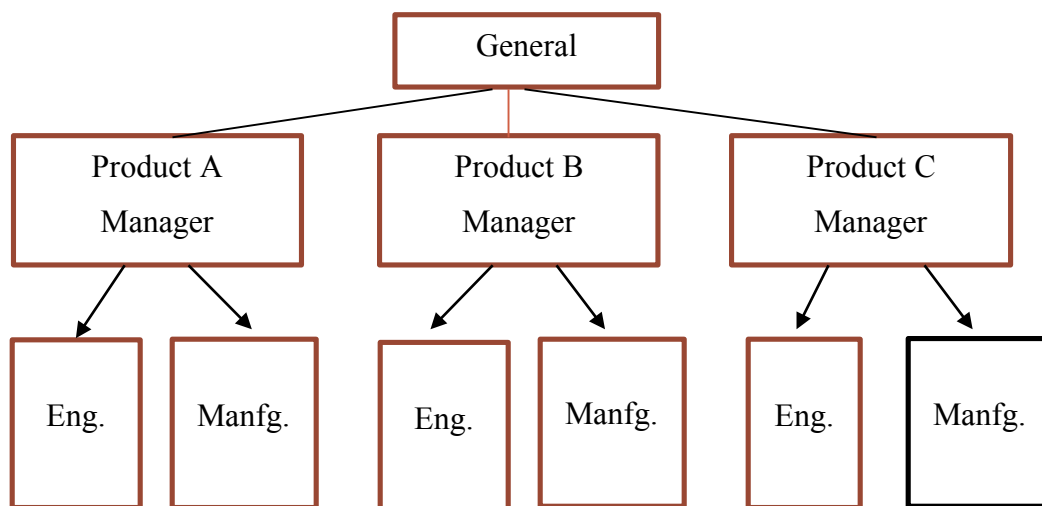 General
Product A
Manager
Product B
Manager
Product C
Manager
Eng.
Manfg.
Eng.
Manfg.
Eng.
Manfg.